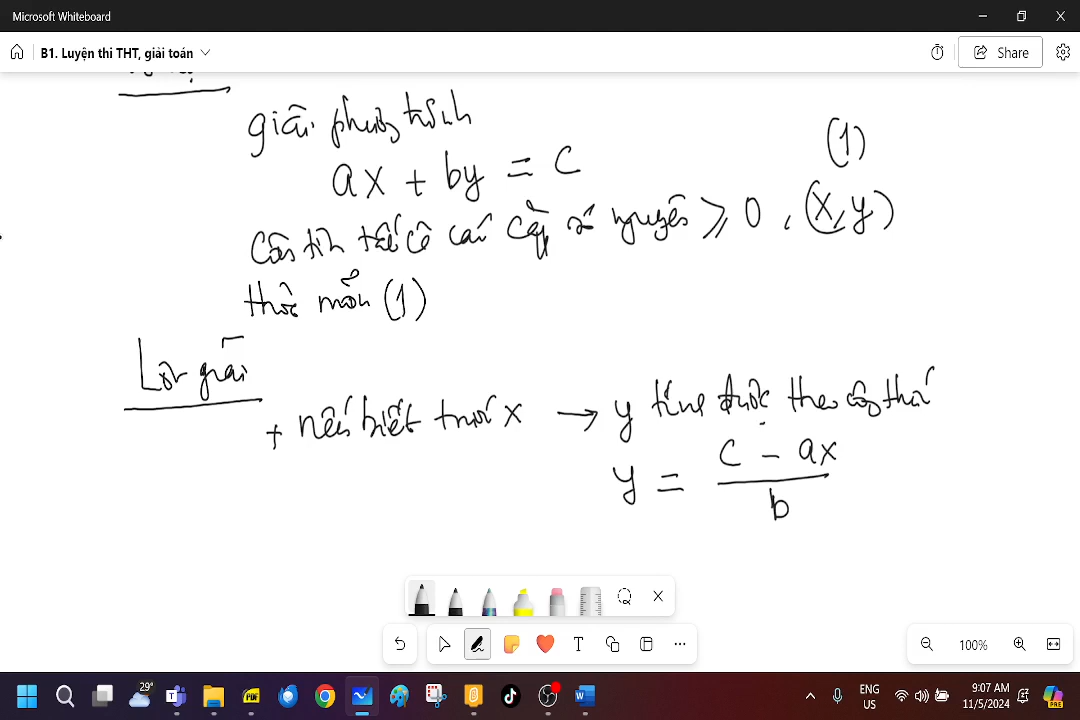 Microsoft Whiteboard
B1. Luyện thi THT, giải toán
Share
giải phương trình
ax + by = c (1)
Cần tìm tất cả các cặp số nguyên ⩾ 0, (x, y)
thỏa mãn (1)
Lời giải
+ nếu biết trước x → y tính được theo công thức
y = \frac{c - ax}{b}
100%
29°
ENG
US
9:07 AM
11/5/2024